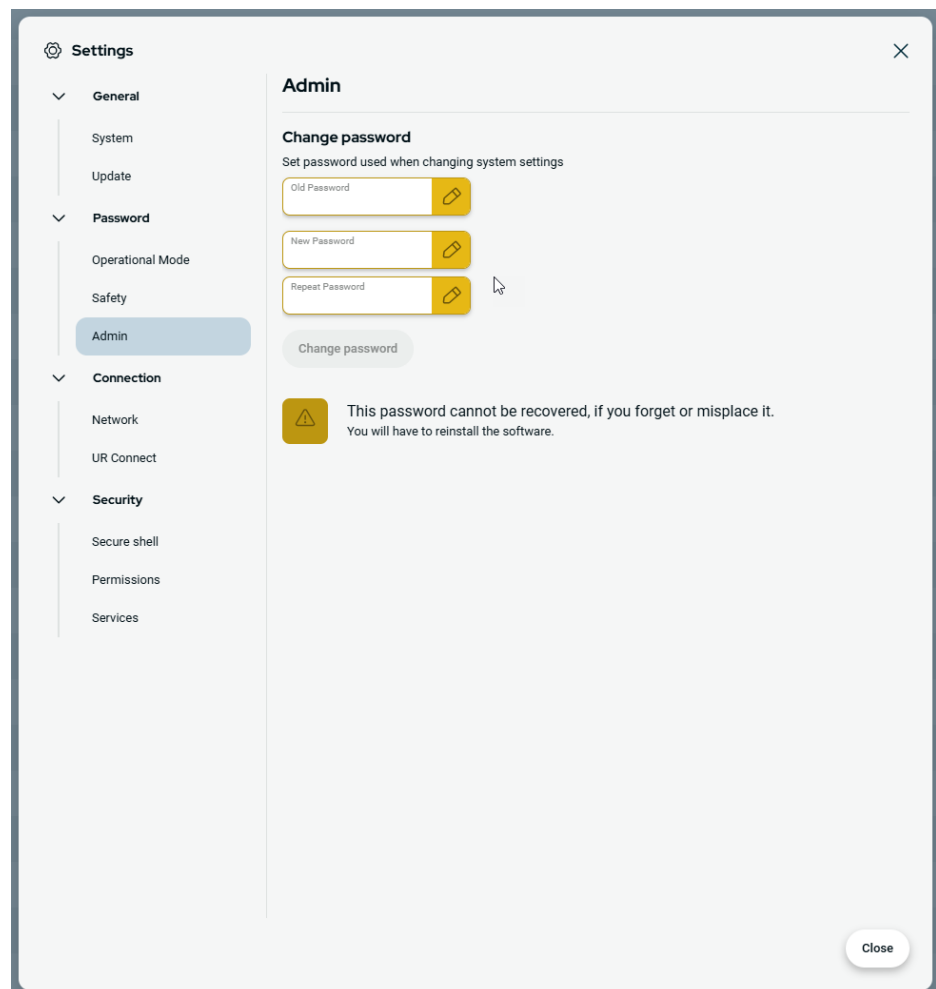 Settings
General
System
Update
Password
Operational Mode
Safety
Admin
Connection
Network
UR Connect
Security
Secure shell
Permissions
Services
Admin
Change password
Set password used when changing system settings
Old Password
New Password
Repeat Password
Change password
This password cannot be recovered, if you forget or misplace it.
You will have to reinstall the software.
Close